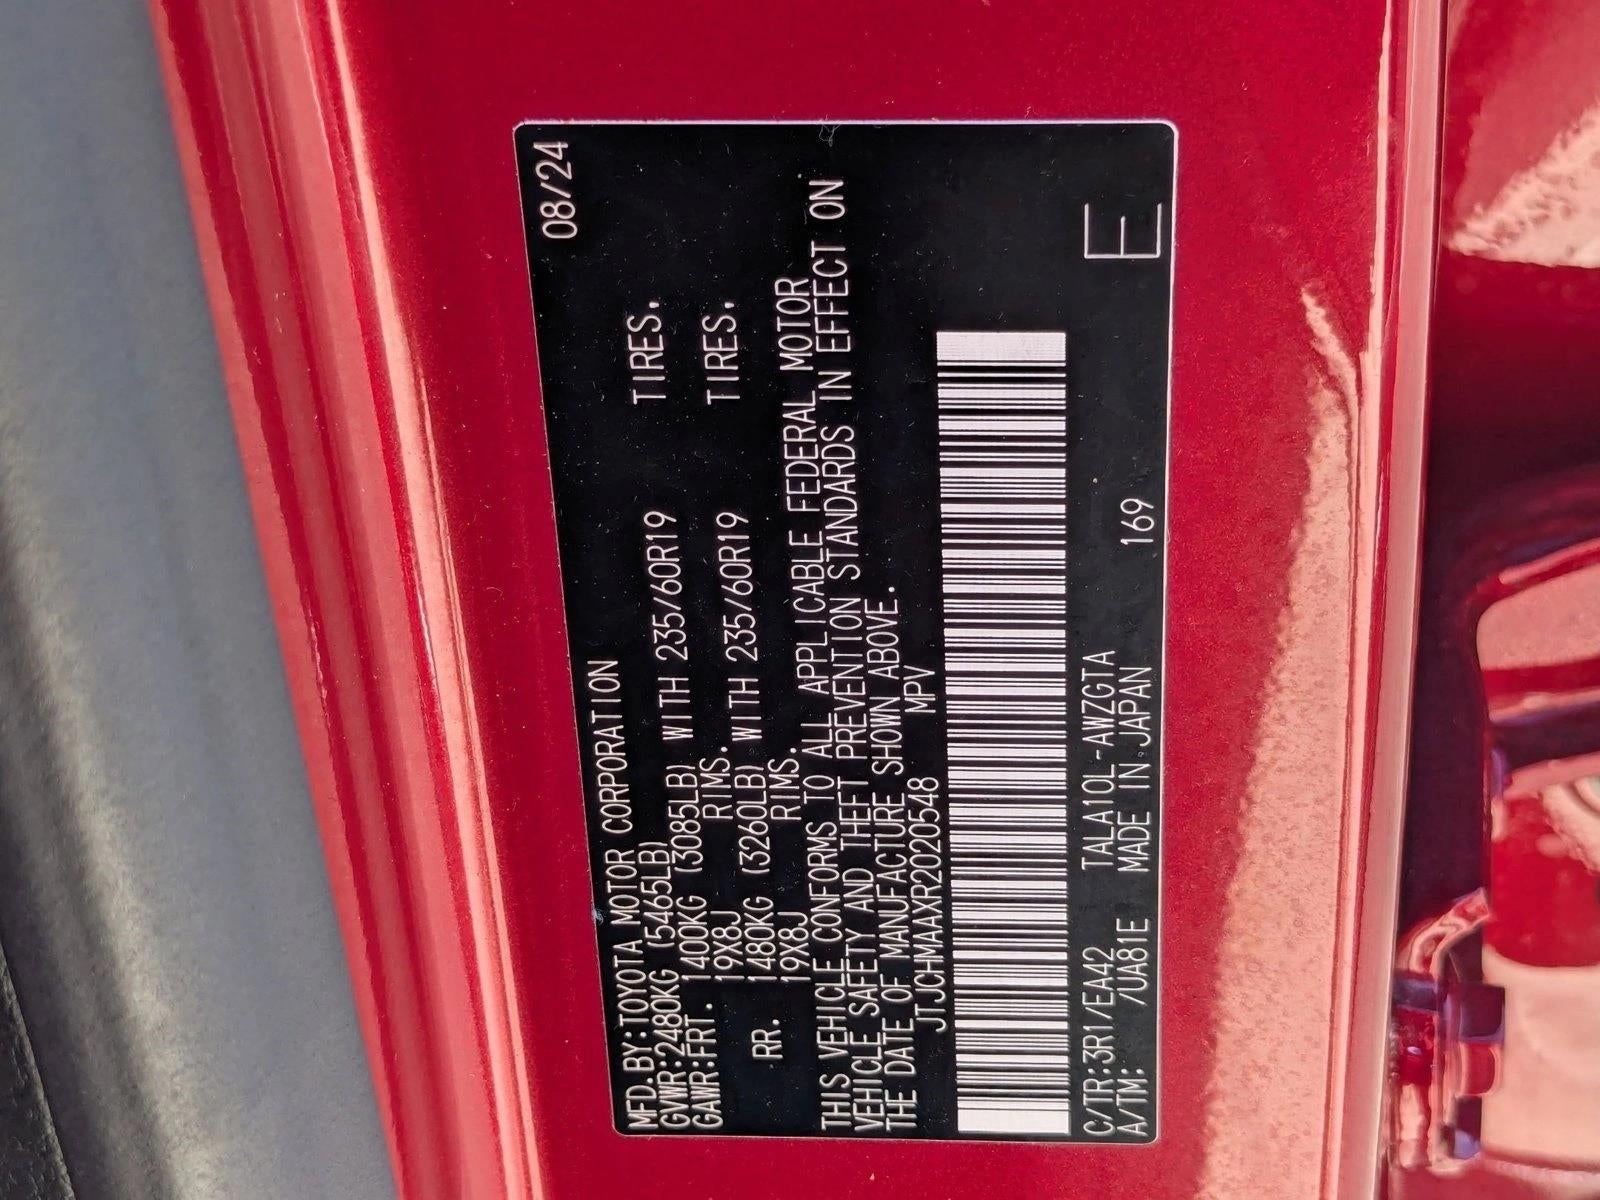 MFD.BY:TOYOTA MOTOR CORPORATION 08/24
GVWR:2480KG (5465LB)
GAWR:FRT. 1400KG (3085LB) WITH 235/60R19 TIRES.
19X8J RIMS.
RR. 1480KG (3260LB) WITH 235/60R19 TIRES.
19X8J RIMS.
THIS VEHICLE CONFORMS TO ALL APPLICABLE FEDERAL MOTOR
VEHICLE SAFETY AND THEFT PREVENTION STANDARDS IN EFFECT ON
THE DATE OF MANUFACTURE SHOWN ABOVE.
JTJCHMAAXR2020548 MPV
C/TR:3R1/EA42 TALA10L-AWZGTA
A/TM: /UA81E MADE IN JAPAN 169
E